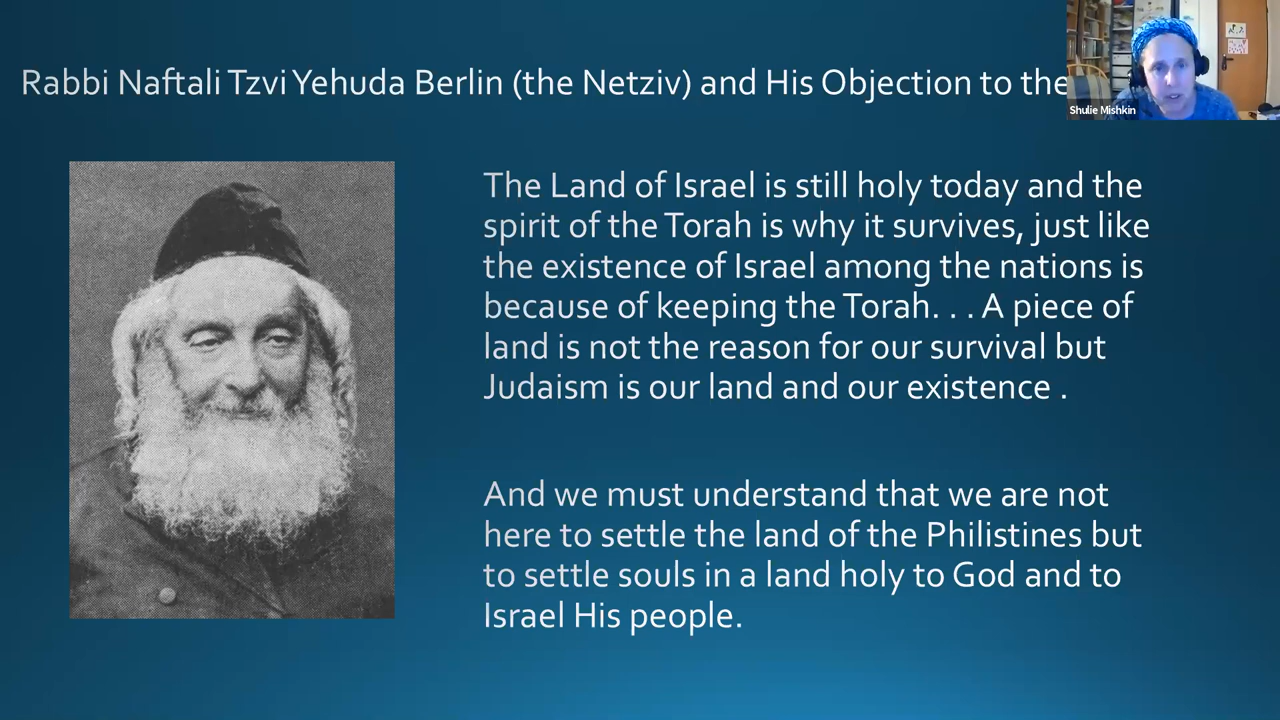 Rabbi Naftali Tzvi Yehuda Berlin (the Netziv) and His Objection to the
Shulie Mishkin
The Land of Israel is still holy today and the
spirit of the Torah is why it survives, just like
the existence of Israel among the nations is
because of keeping the Torah. . . A piece of
land is not the reason for our survival but
Judaism is our land and our existence .
And we must understand that we are not
here to settle the land of the Philistines but
to settle souls in a land holy to God and to
Israel His people.